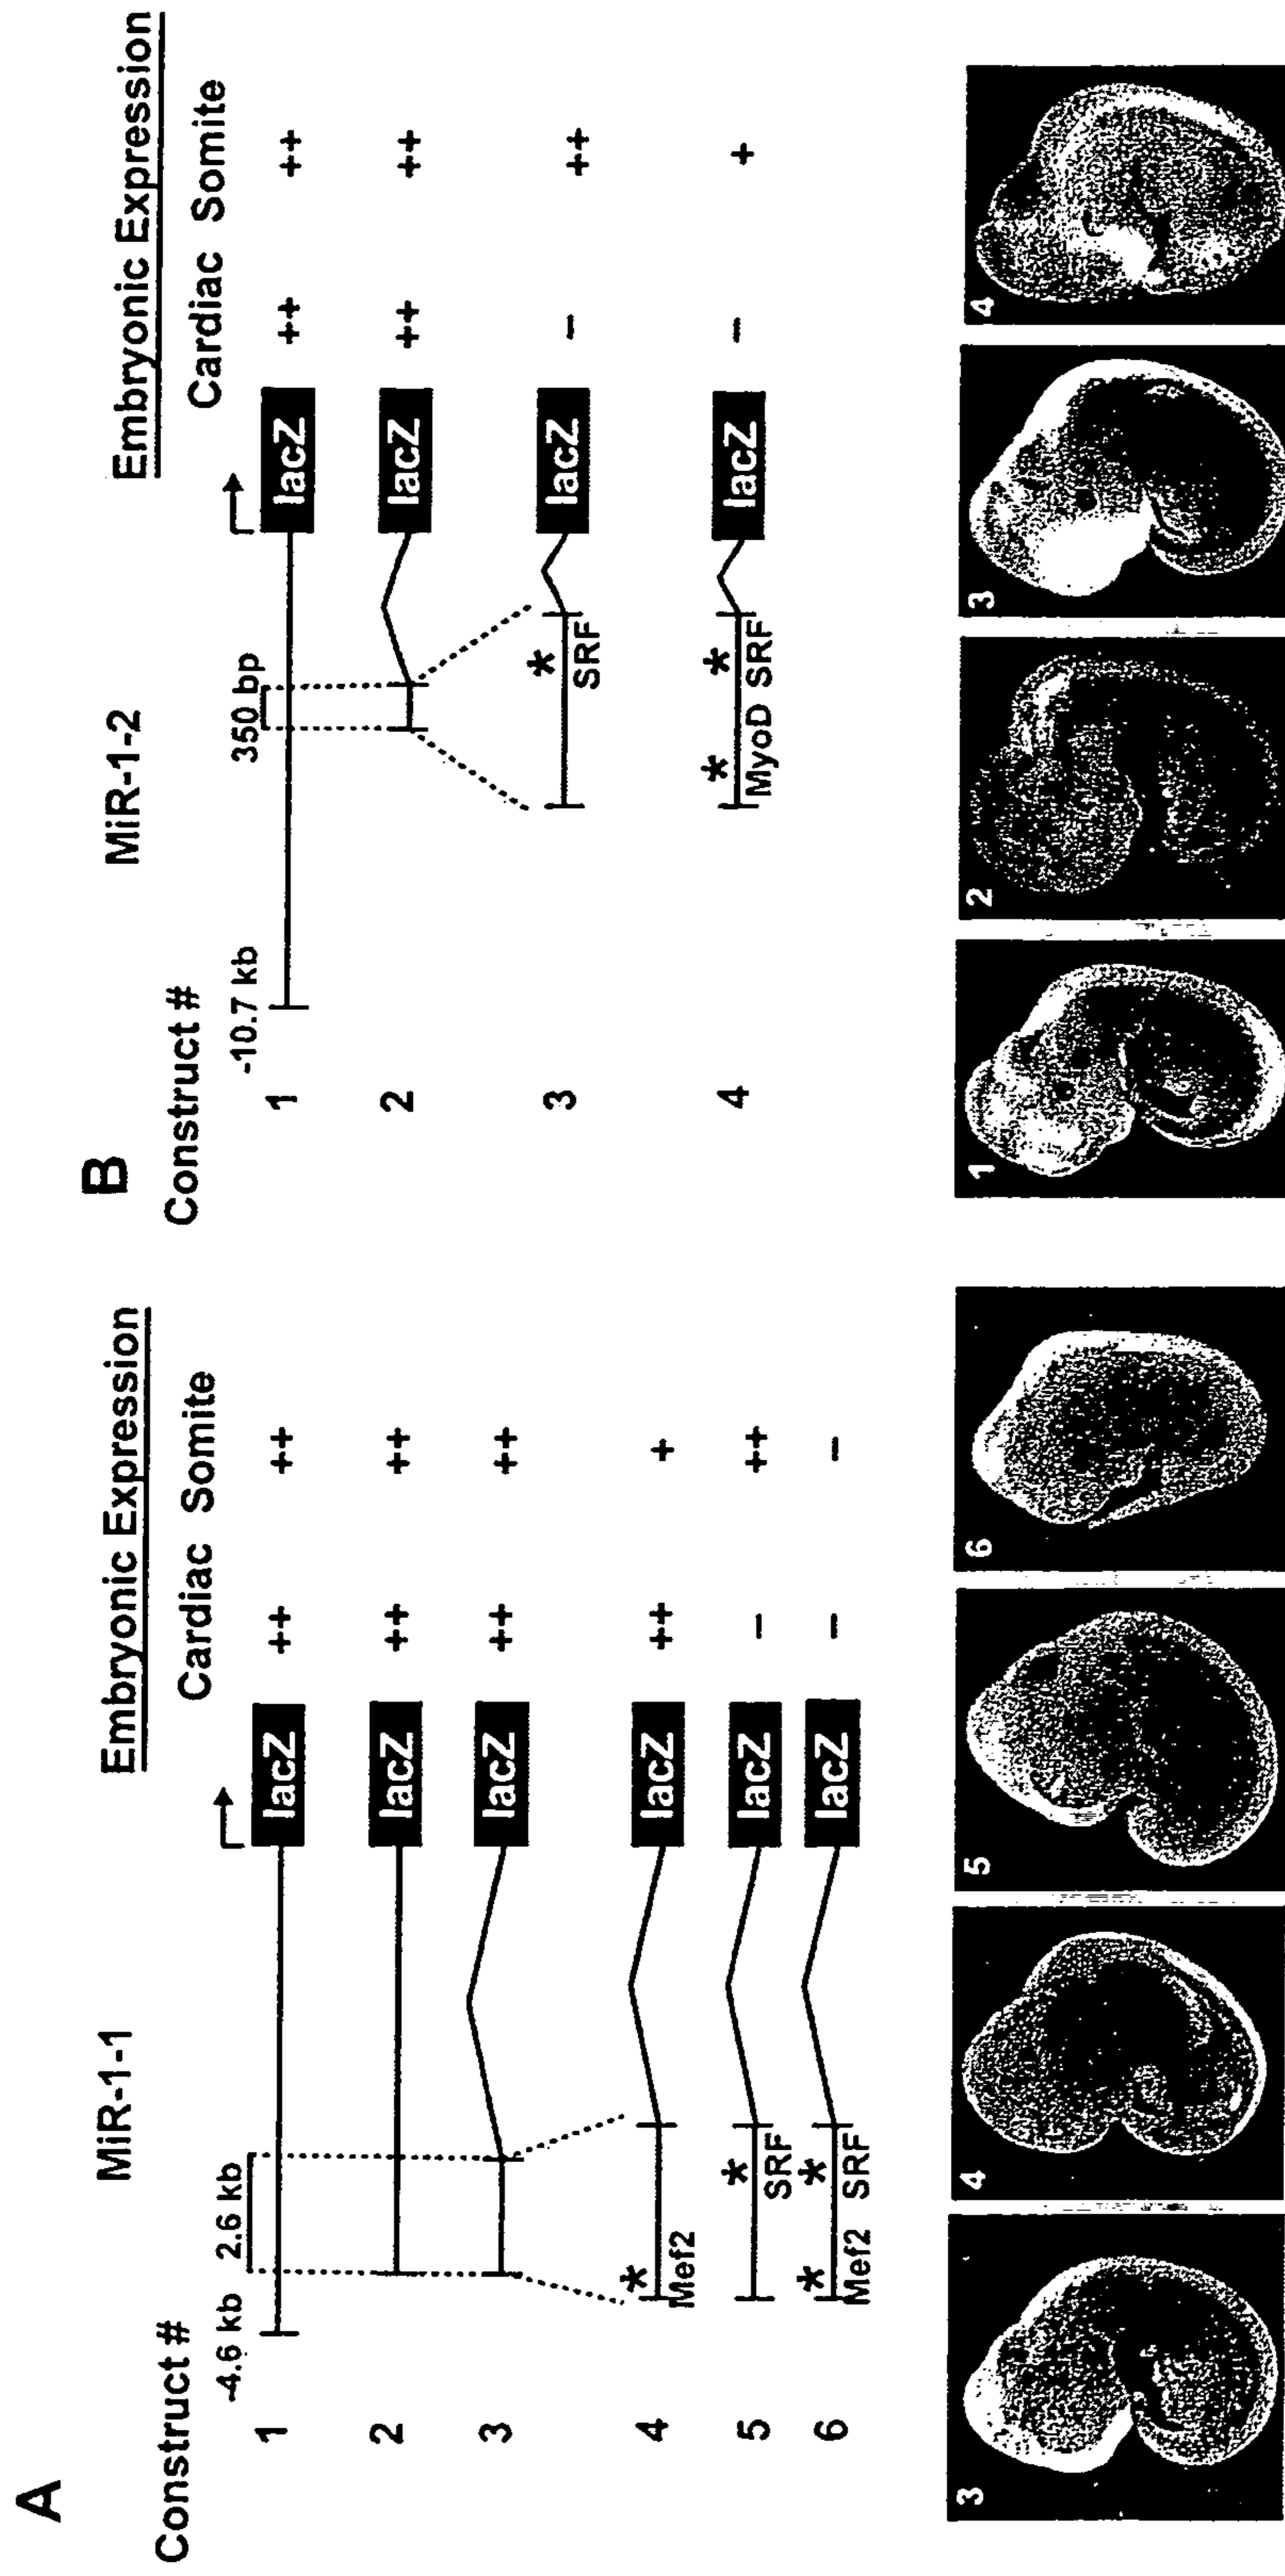 A
MiR-1-1
Embryonic Expression
Construct #
Cardiac Somite
-4.6 kb 2.6 kb
1 lacZ ++ ++
2 lacZ ++ ++
3 lacZ ++ ++
4 * Mef2 lacZ ++ +
5 * SRF lacZ – ++
6 * Mef2 * SRF lacZ – –
3 4 5 6
B
MiR-1-2
Embryonic Expression
Construct #
Cardiac Somite
-10.7 kb 350 bp
1 lacZ ++ ++
2 lacZ ++ ++
3 * SRF lacZ – ++
4 * MyoD * SRF lacZ – +
1 2 3 4